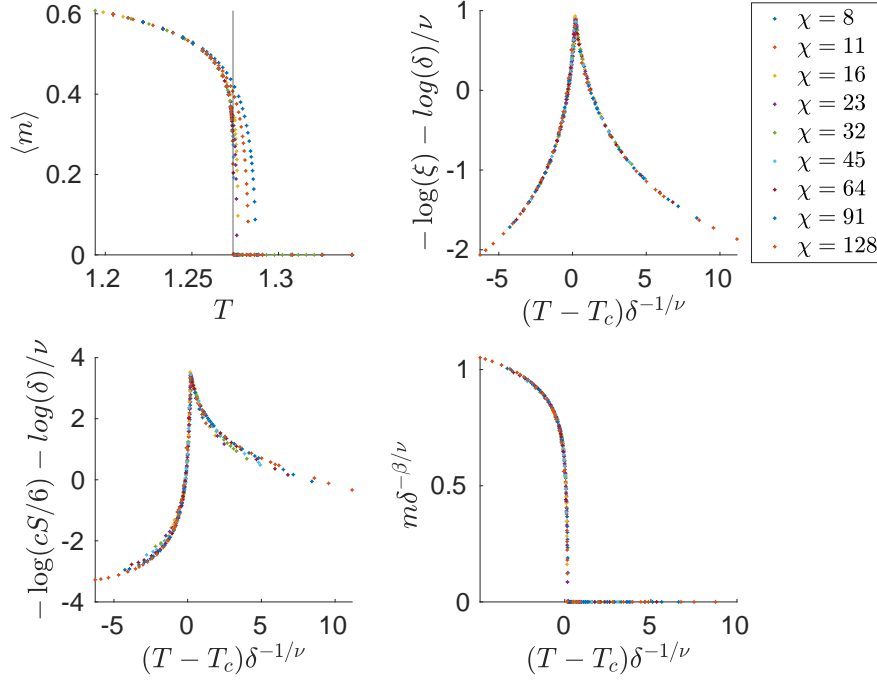 0.6
0.4
0.2
0
1.2
1.25
1.3
⟨m⟩
T
1
0
-1
-2
-5
0
5
10
− log(ξ) − log(δ)/ν
(T − T_c)δ^{−1/ν}
χ = 8
χ = 11
χ = 16
χ = 23
χ = 32
χ = 45
χ = 64
χ = 91
χ = 128
4
2
0
-2
-4
-5
0
5
10
− log(cS/6) − log(δ)/ν
(T − T_c)δ^{−1/ν}
1
0.5
0
0
5
10
mδ^{−β/ν}
(T − T_c)δ^{−1/ν}